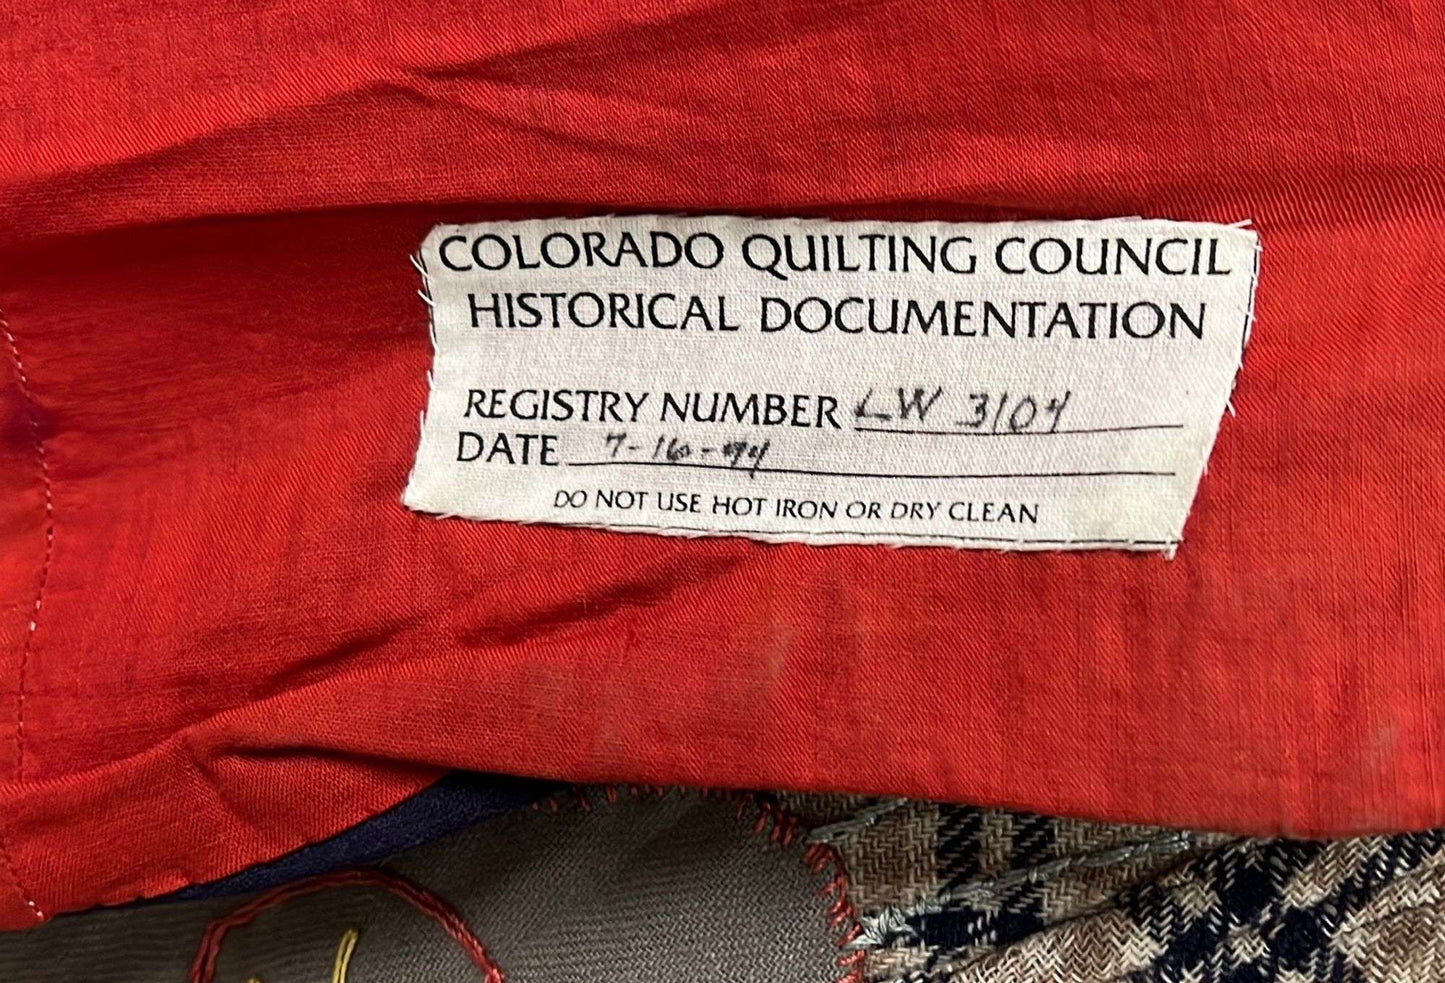 COLORADO QUILTING COUNCIL
HISTORICAL DOCUMENTATION
REGISTRY NUMBER LW 3104
DATE 7-16-94
DO NOT USE HOT IRON OR DRY CLEAN